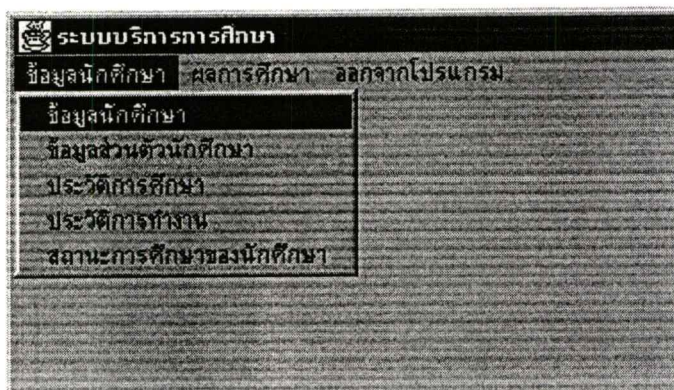 ระบบบริการการศึกษา
ข้อมูลนักศึกษา ผลการศึกษา ออกจากโปรแกรม
ข้อมูลนักศึกษา
ข้อมูลส่วนตัวนักศึกษา
ประวัติการศึกษา
ประวัติการทำงาน
สถานะการศึกษาของนักศึกษา